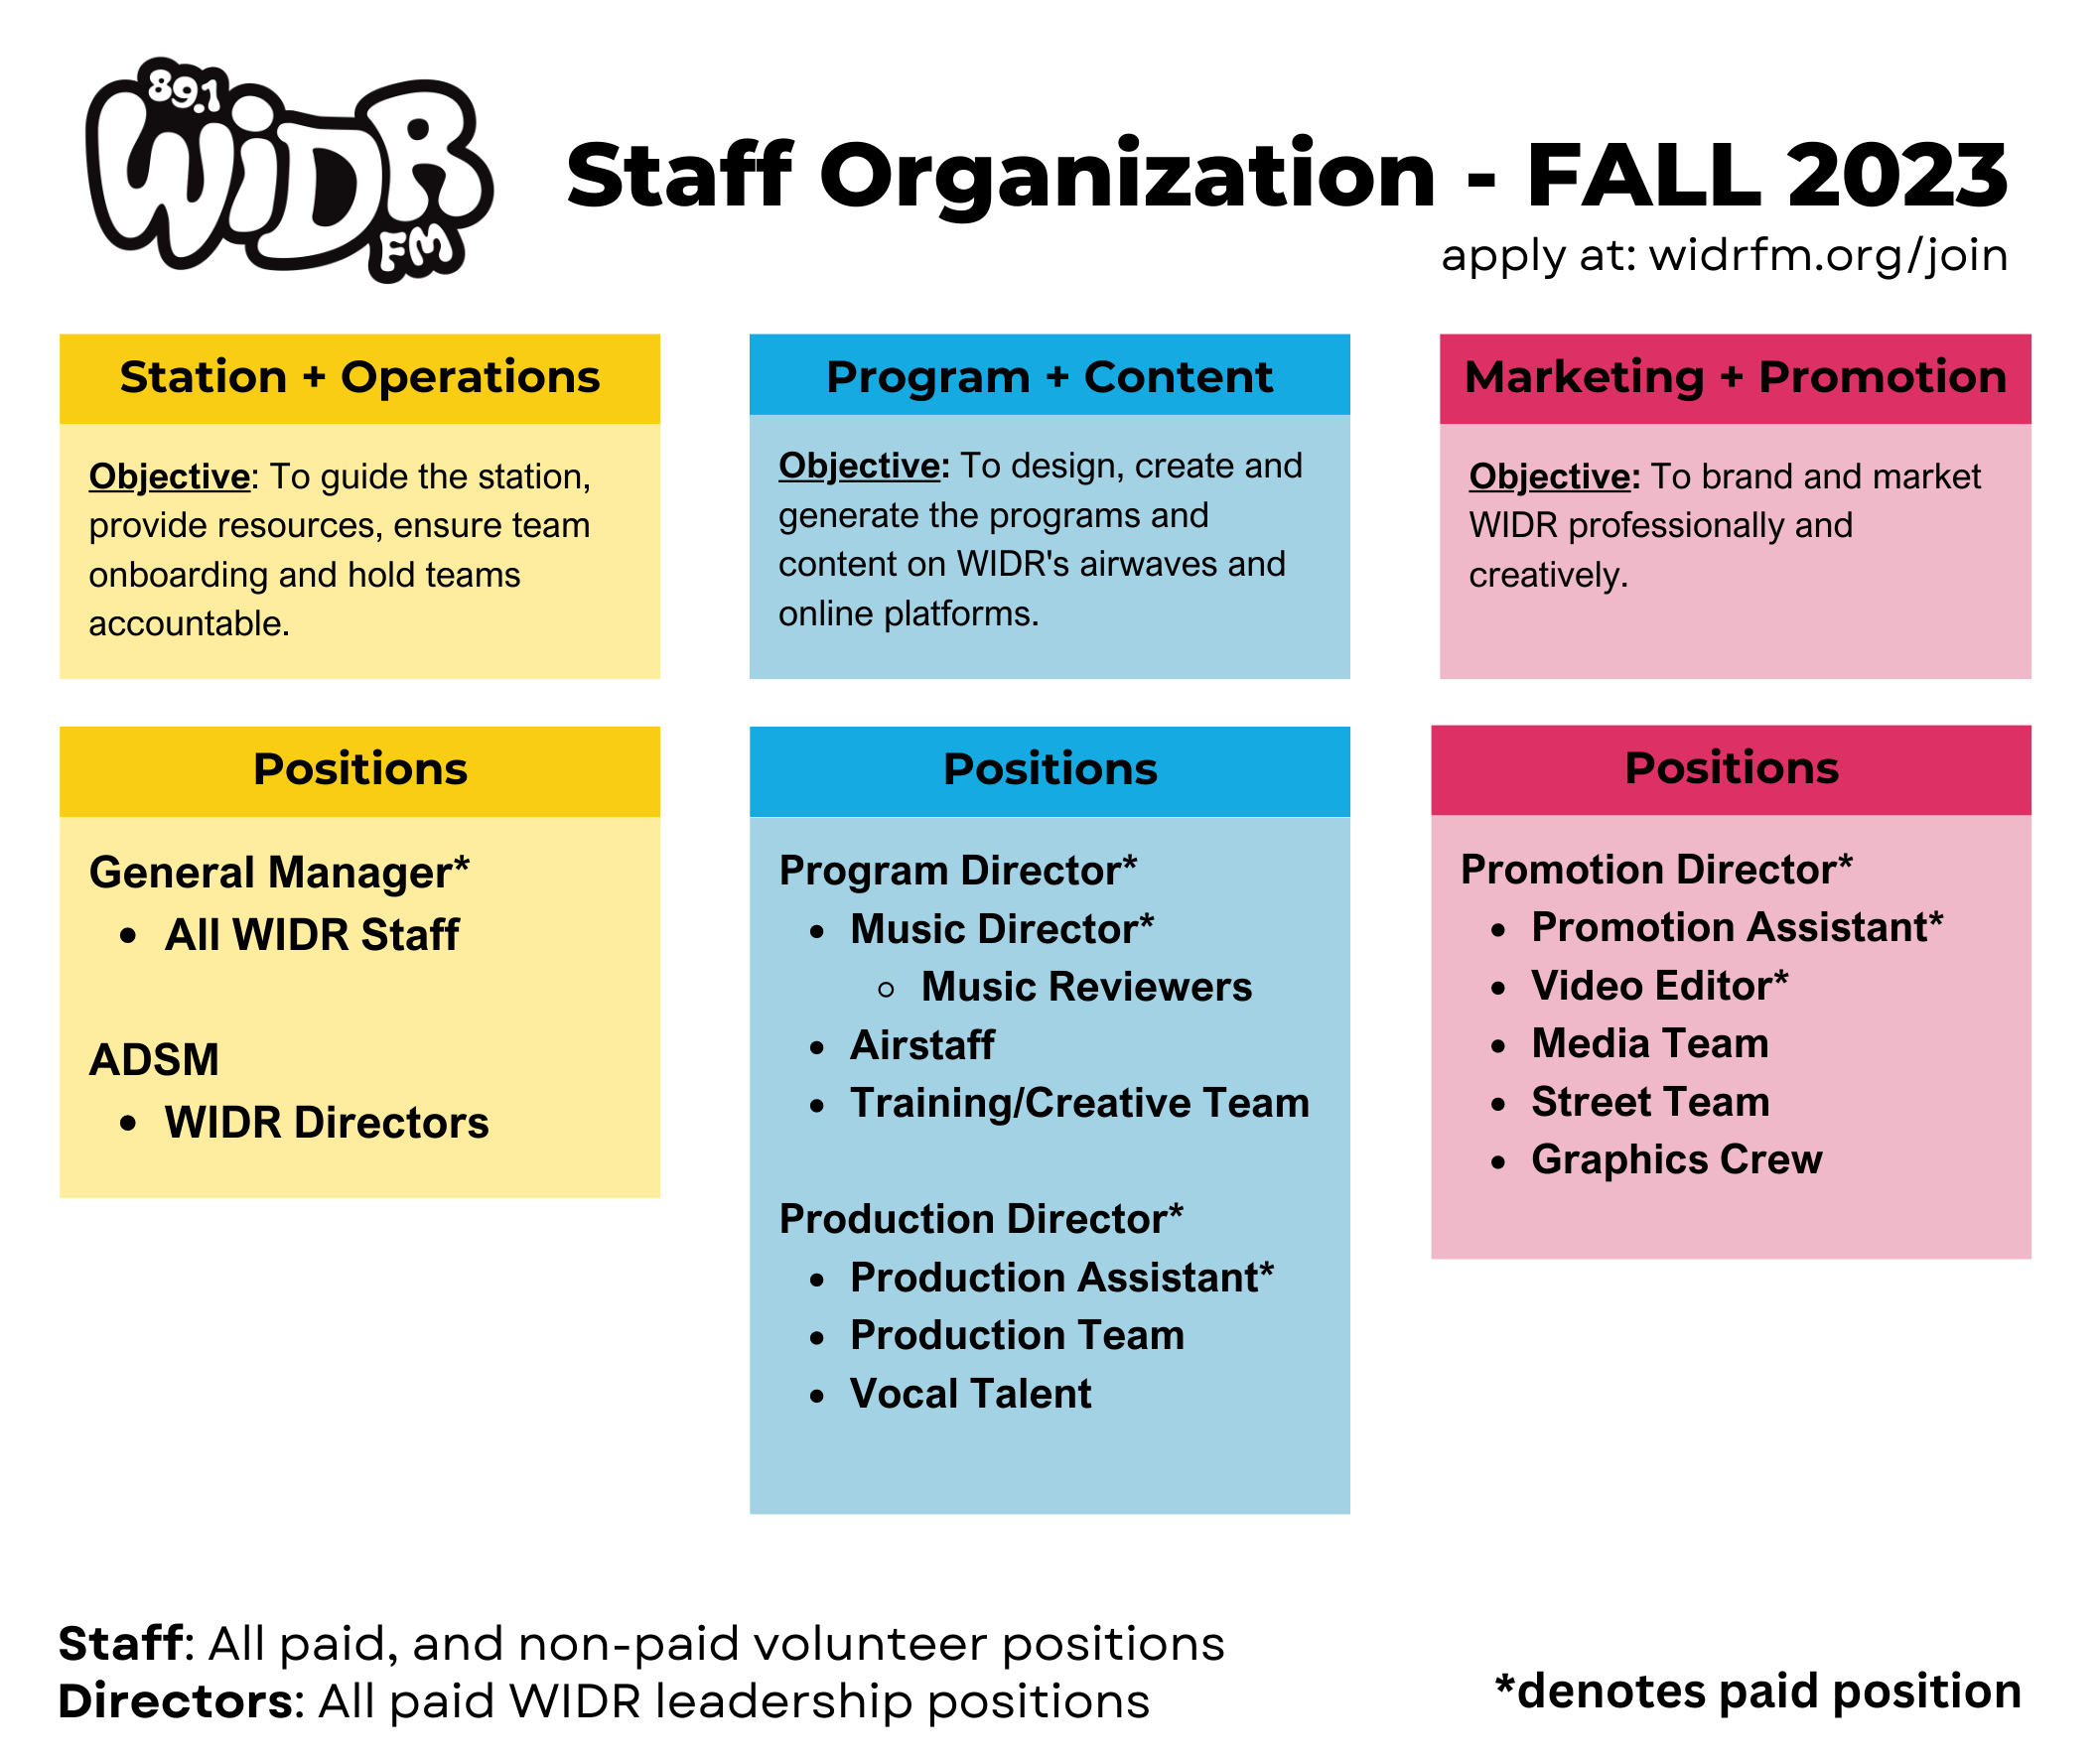 89.1
WIDR
FM
Staff Organization - FALL 2023
apply at: widrfm.org/join
Station + Operations
Objective: To guide the station,
provide resources, ensure team
onboarding and hold teams
accountable.
Positions
General Manager*
• All WIDR Staff
ADSM
• WIDR Directors
Program + Content
Objective: To design, create and
generate the programs and
content on WIDR's airwaves and
online platforms.
Positions
Program Director*
• Music Director*
◦ Music Reviewers
• Airstaff
• Training/Creative Team
Production Director*
• Production Assistant*
• Production Team
• Vocal Talent
Marketing + Promotion
Objective: To brand and market
WIDR professionally and
creatively.
Positions
Promotion Director*
• Promotion Assistant*
• Video Editor*
• Media Team
• Street Team
• Graphics Crew
Staff: All paid, and non-paid volunteer positions
Directors: All paid WIDR leadership positions
*denotes paid position